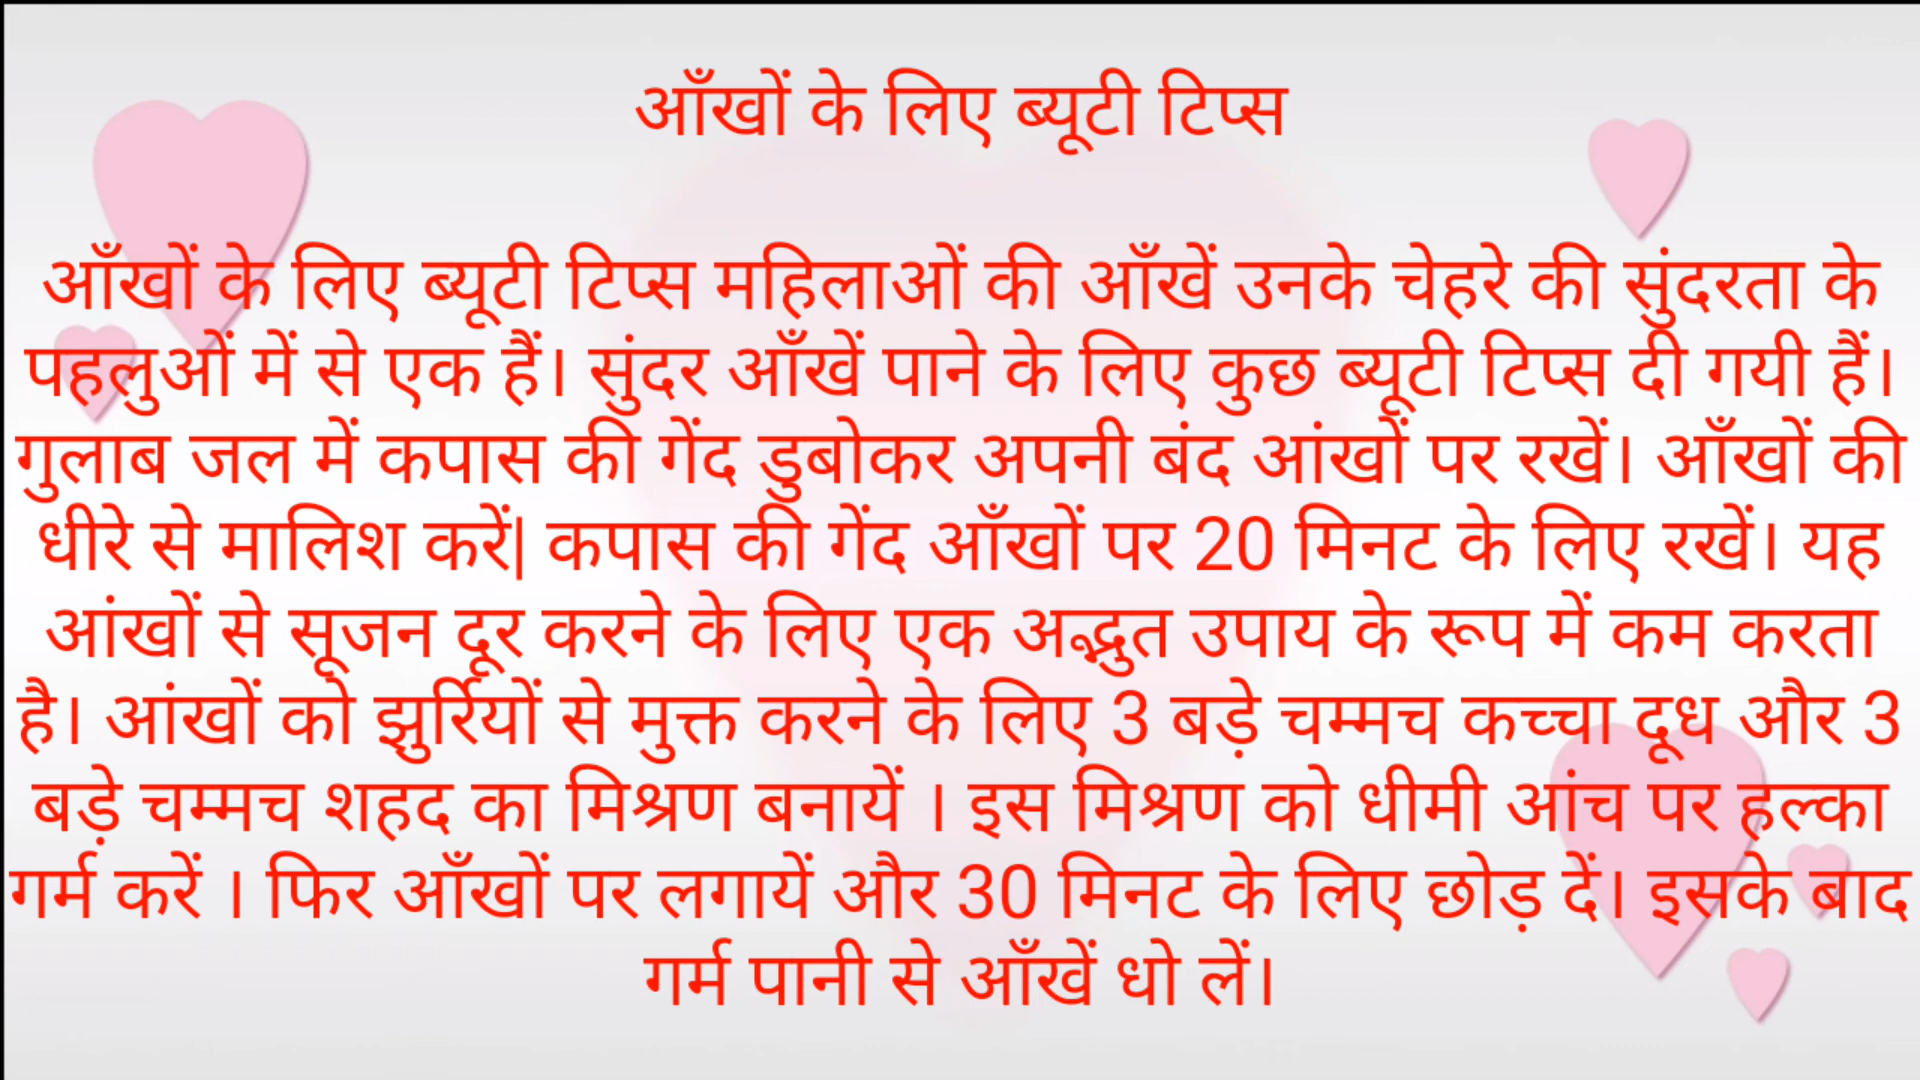 आँखों के लिए ब्यूटी टिप्स
आँखों के लिए ब्यूटी टिप्स महिलाओं की आँखें उनके चेहरे की सुंदरता के
पहलुओं में से एक हैं। सुंदर आँखें पाने के लिए कुछ ब्यूटी टिप्स दी गयी हैं।
गुलाब जल में कपास की गेंद डुबोकर अपनी बंद आंखों पर रखें। आँखों की
धीरे से मालिश करें| कपास की गेंद आँखों पर 20 मिनट के लिए रखें। यह
आंखों से सूजन दूर करने के लिए एक अद्भुत उपाय के रूप में कम करता
है। आंखों को झुर्रियों से मुक्त करने के लिए 3 बड़े चम्मच कच्चा दूध और 3
बड़े चम्मच शहद का मिश्रण बनायें । इस मिश्रण को धीमी आंच पर हल्का
गर्म करें । फिर आँखों पर लगायें और 30 मिनट के लिए छोड़ दें। इसके बाद
गर्म पानी से आँखें धो लें।